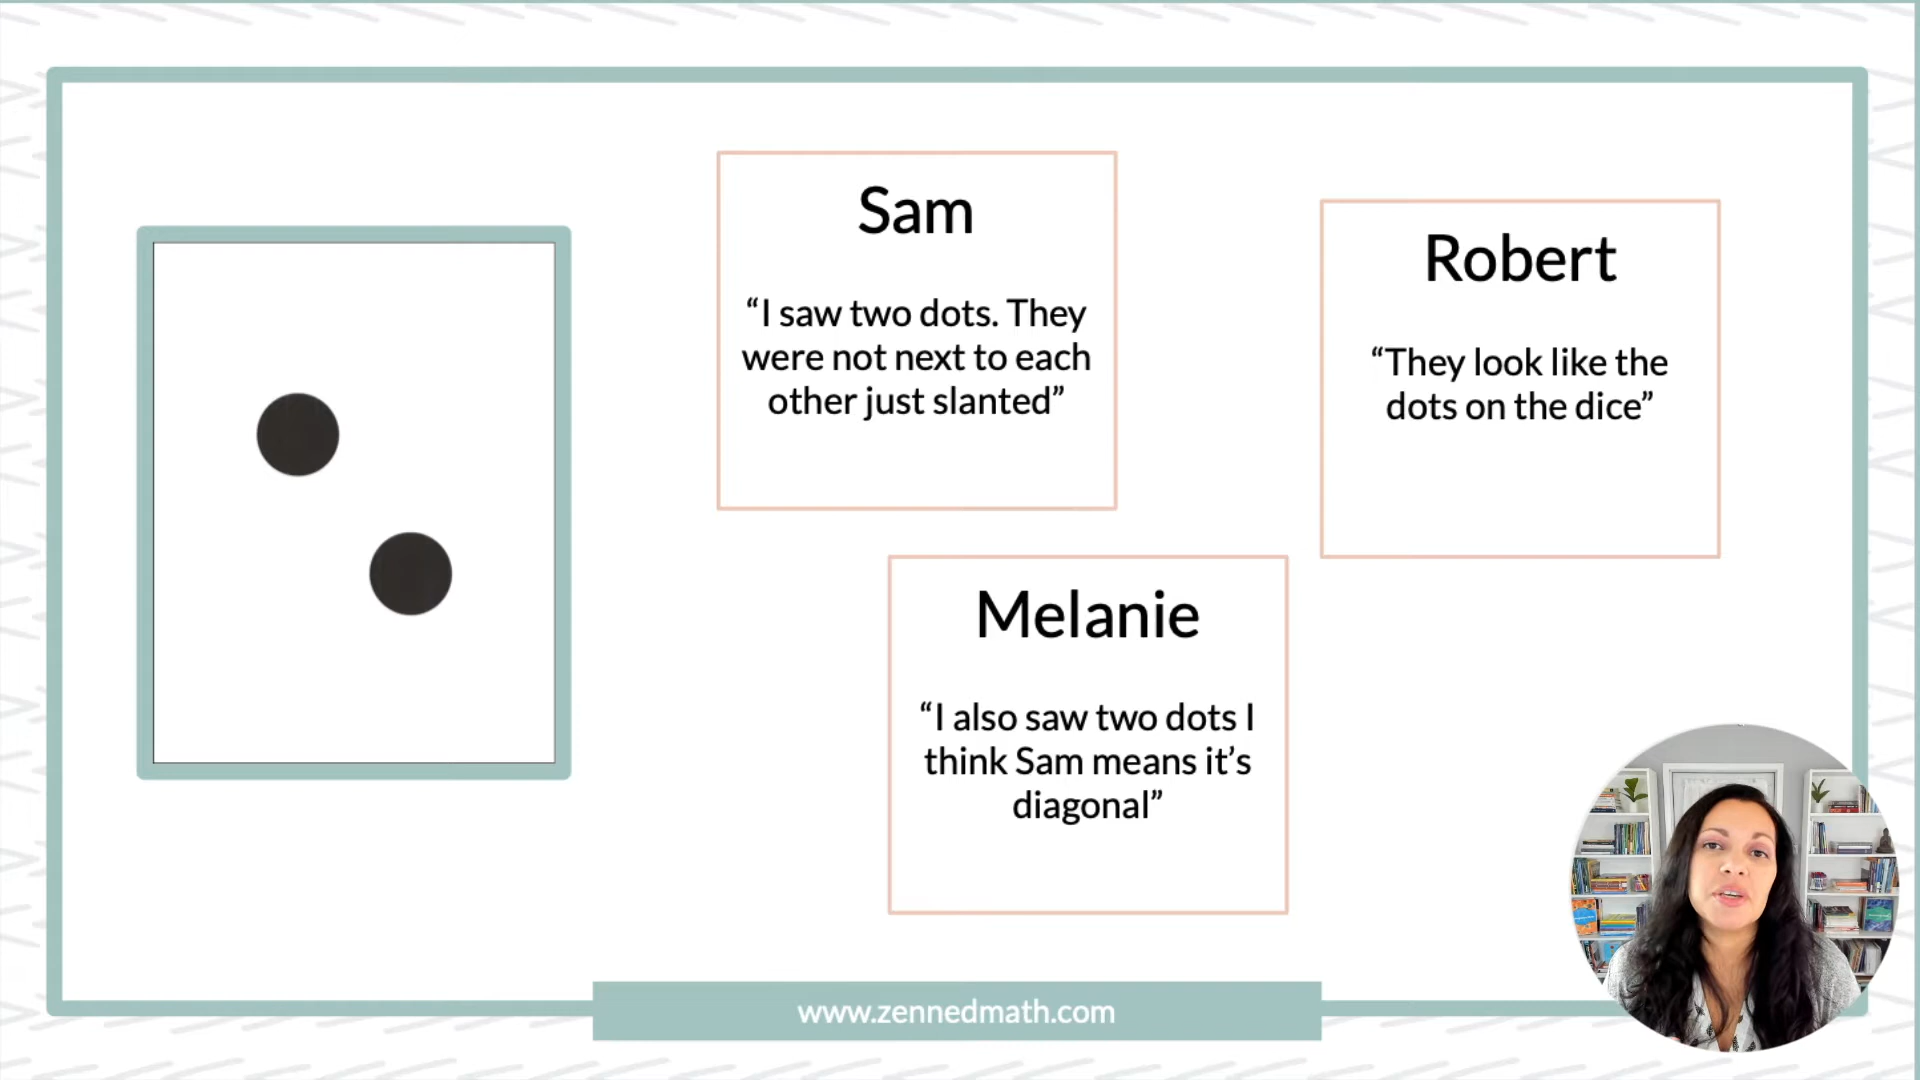 Sam
“I saw two dots. They
were not next to each
other just slanted”
Robert
“They look like the
dots on the dice”
Melanie
“I also saw two dots I
think Sam means it’s
diagonal”
www.zennedmath.com